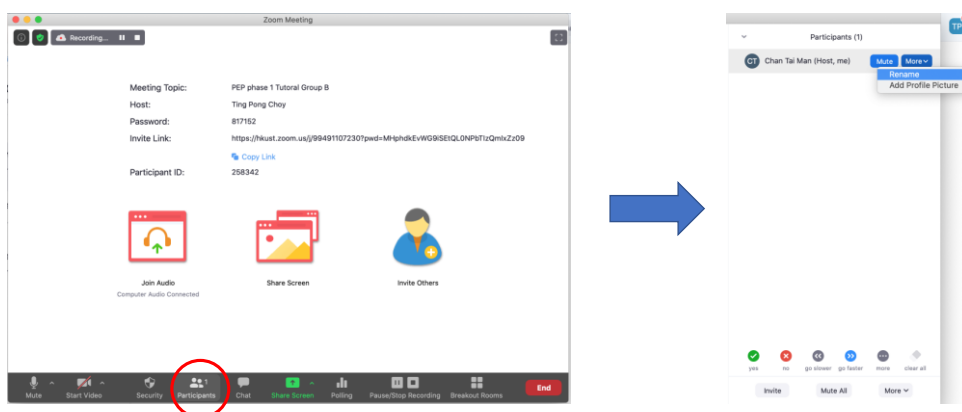 Zoom Meeting
Recording...
Meeting Topic: PEP phase 1 Tutoral Group B
Host: Ting Pong Choy
Password: 817152
Invite Link: https://hkust.zoom.us/j/99491107230?pwd=MHphdkEvWG9iSEtQL0NPbTIzQmlxZz09
Copy Link
Participant ID: 258342
Join Audio
Computer Audio Connected
Share Screen
Invite Others
Mute
Start Video
Security
1
Participants
Chat
Share Screen
Polling
Pause/Stop Recording
Breakout Rooms
End
Participants (1)
TP
CT Chan Tai Man (Host, me) Mute More
Rename
Add Profile Picture
yes no go slower go faster more clear all
Invite Mute All More